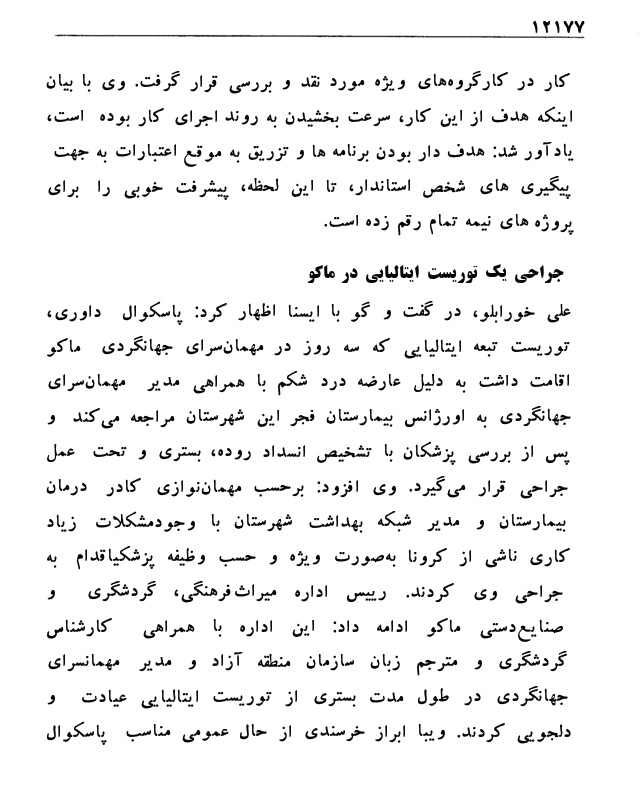 ۱۲۱۷۷
کار در کارگروه‌های ویژه مورد نقد و بررسی قرار گرفت. وی با بیان
اینکه هدف از این کار، سرعت بخشیدن به روند اجرای کار بوده است،
یادآور شد: هدف دار بودن برنامه ها و تزریق به موقع اعتبارات به جهت
پیگیری های شخص استاندار، تا این لحظه، پیشرفت خوبی را برای
پروژه های نیمه تمام رقم زده است.
جراحی یک توریست ایتالیایی در ماکو
علی خورابلو، در گفت و گو با ایسنا اظهار کرد: پاسکوال داوری،
توریست تبعه ایتالیایی که سه روز در مهمان‌سرای جهانگردی ماکو
اقامت داشت به دلیل عارضه درد شکم با همراهی مدیر مهمان‌سرای
جهانگردی به اورژانس بیمارستان فجر این شهرستان مراجعه می‌کند و
پس از بررسی پزشکان با تشخیص انسداد روده، بستری و تحت عمل
جراحی قرار می‌گیرد. وی افزود: برحسب مهمان‌نوازی کادر درمان
بیمارستان و مدیر شبکه بهداشت شهرستان با وجودمشکلات زیاد
کاری ناشی از کرونا به‌صورت ویژه و حسب وظیفه پزشکیاقدام به
جراحی وی کردند. رییس اداره میراث‌فرهنگی، گردشگری و
صنایع‌دستی ماکو ادامه داد: این اداره با همراهی کارشناس
گردشگری و مترجم زبان سازمان منطقه آزاد و مدیر مهمانسرای
جهانگردی در طول مدت بستری از توریست ایتالیایی عیادت و
دلجویی کردند. ویبا ابراز خرسندی از حال عمومی مناسب پاسکوال